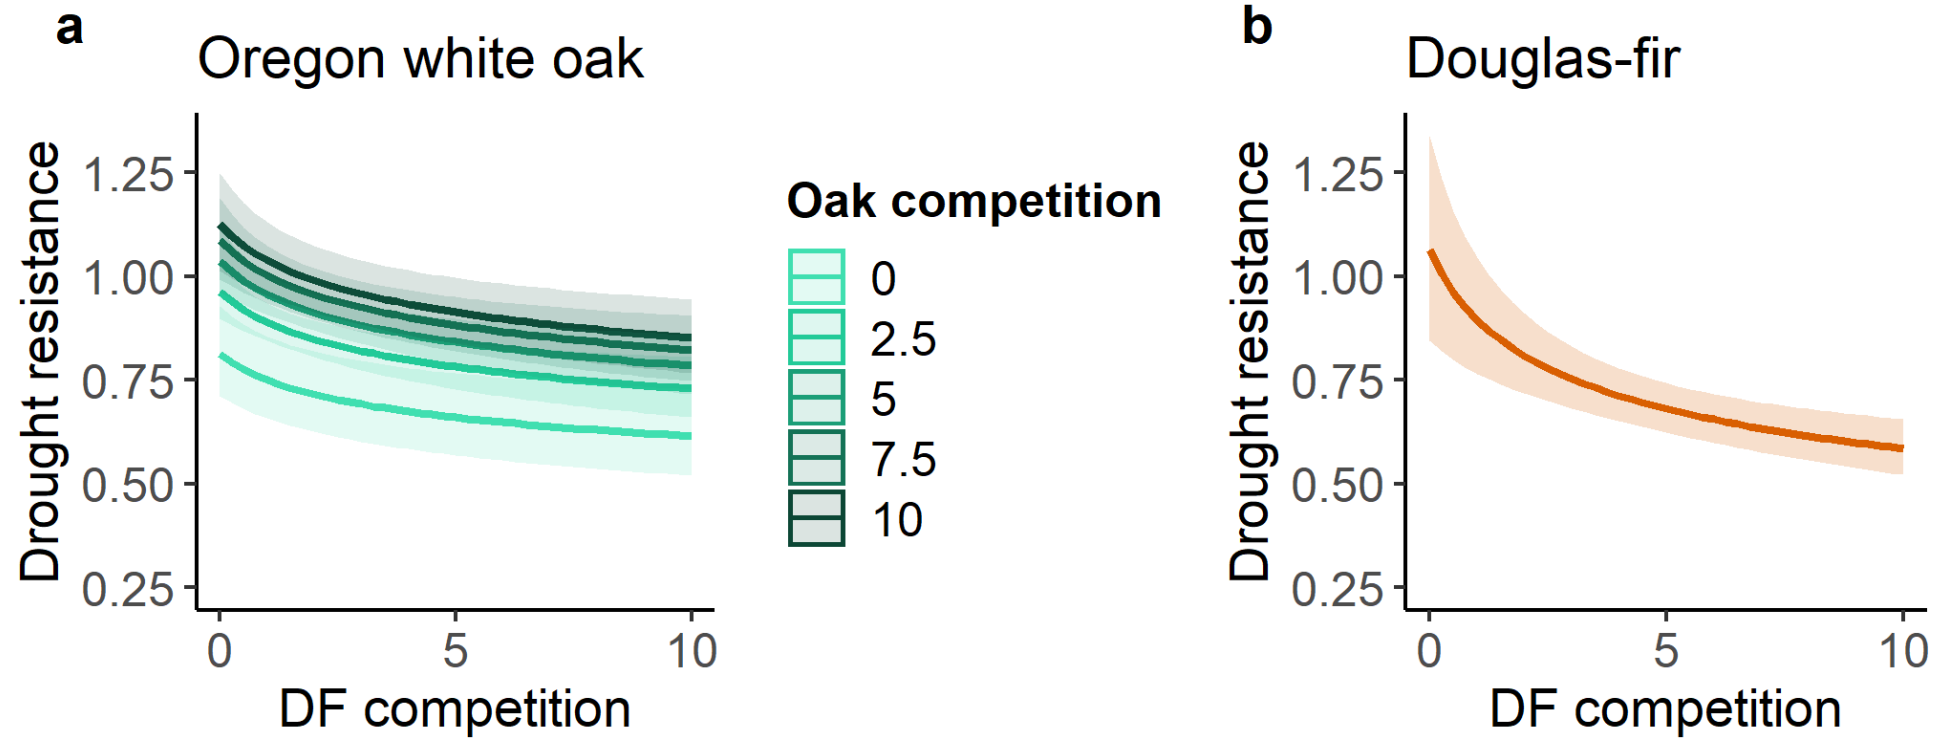 a
Oregon white oak
Drought resistance
1.25
1.00
0.75
0.50
0.25
0
5
10
DF competition
Oak competition
0
2.5
5
7.5
10
b
Douglas-fir
Drought resistance
1.25
1.00
0.75
0.50
0.25
0
5
10
DF competition